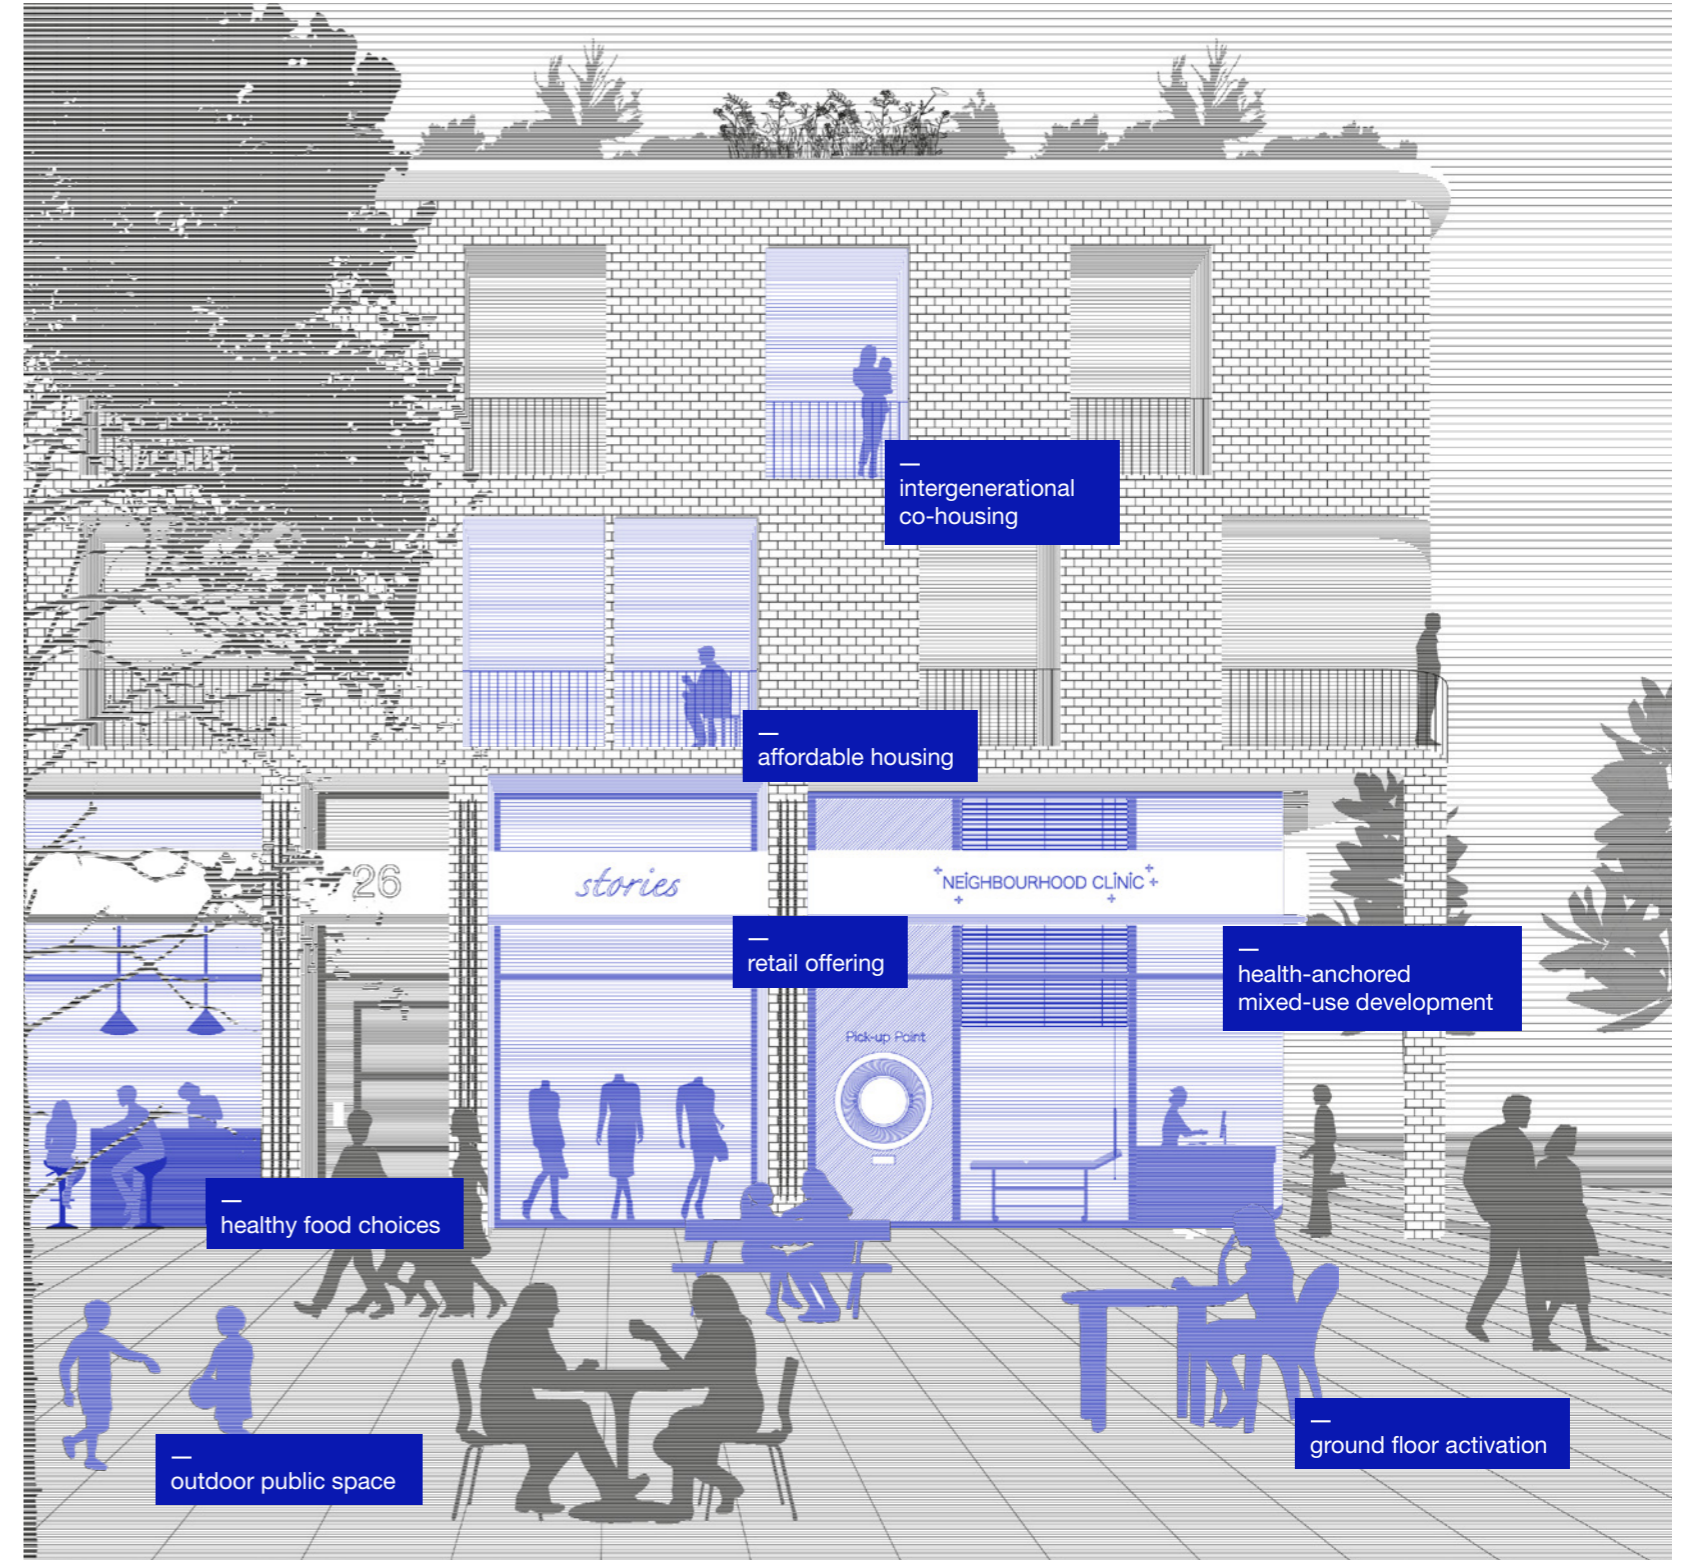 intergenerational
co-housing
affordable housing
26
stories
NEIGHBOURHOOD CLINIC
retail offering
health-anchored
mixed-use development
Pick-up Point
healthy food choices
ground floor activation
outdoor public space